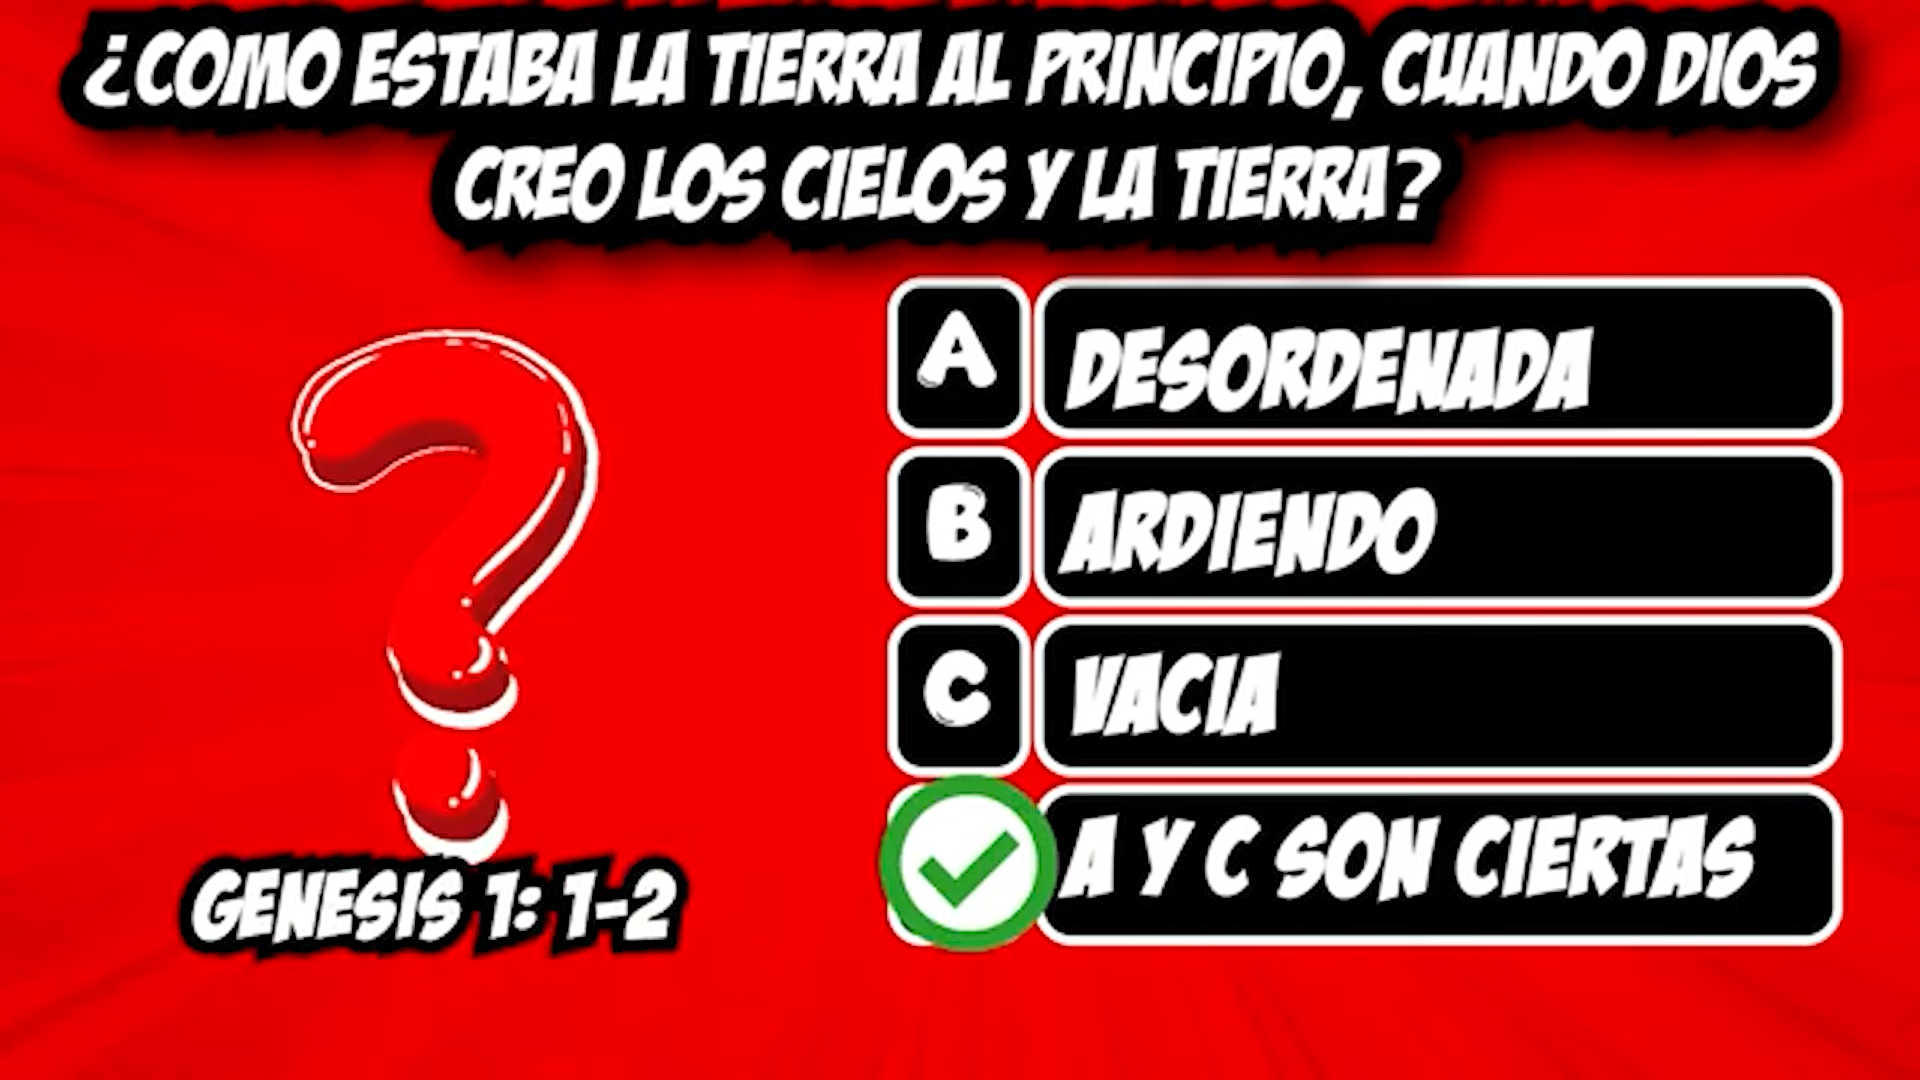 ¿COMO ESTABA LA TIERRA AL PRINCIPIO, CUANDO DIOS
CREO LOS CIELOS Y LA TIERRA?
A DESORDENADA
B ARDIENDO
C VACIA
A Y C SON CIERTAS
GENESIS 1: 1-2